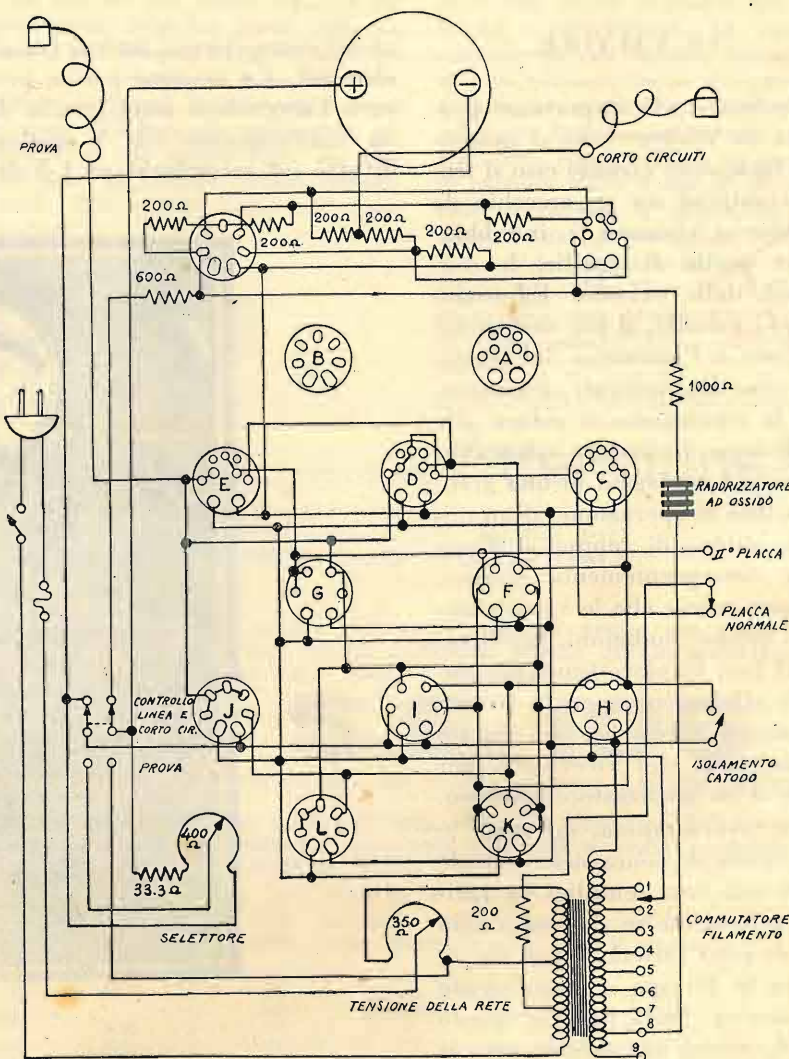 PROVA
+
−
CORTO CIRCUITI
200Ω
200Ω
200Ω
200Ω
200Ω
200Ω
600Ω
B
A
1000Ω
E
D
C
RADDRIZZATORE
AD OSSIDO
IIº PLACCA
G
F
PLACCA
NORMALE
J
CONTROLLO
LINEA E
CORTO CIR.
I
H
PROVA
ISOLAMENTO
CATODO
L
K
400
Ω
33.3Ω
SELETTORE
350
Ω
200
Ω
TENSIONE DELLA RETE
1
2
3
4
5
6
7
8
9
COMMUTATORE
FILAMENTO